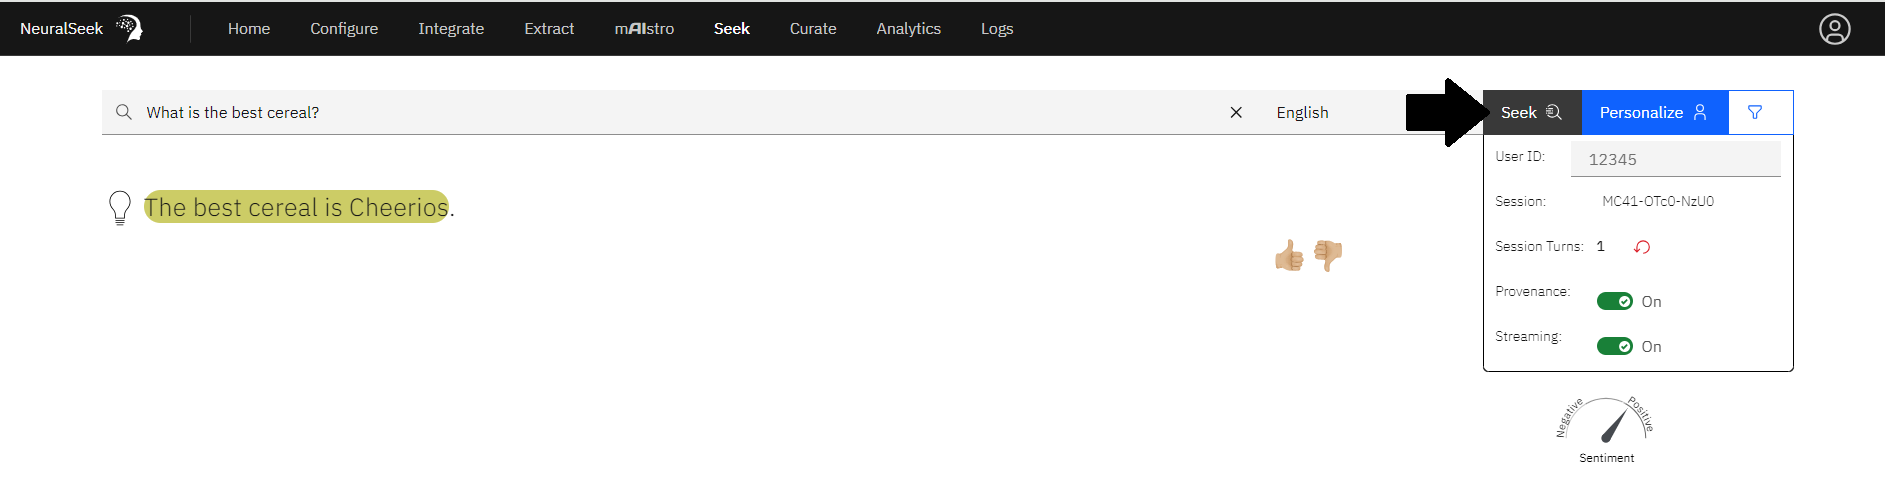 NeuralSeek Home Configure Integrate Extract mAIstro Seek Curate Analytics Logs
What is the best cereal? English Seek Personalize
The best cereal is Cheerios.
User ID: 12345
Session: MC41-OTc0-NzU0
Session Turns: 1
Provenance: On
Streaming: On
Negative Positive
Sentiment